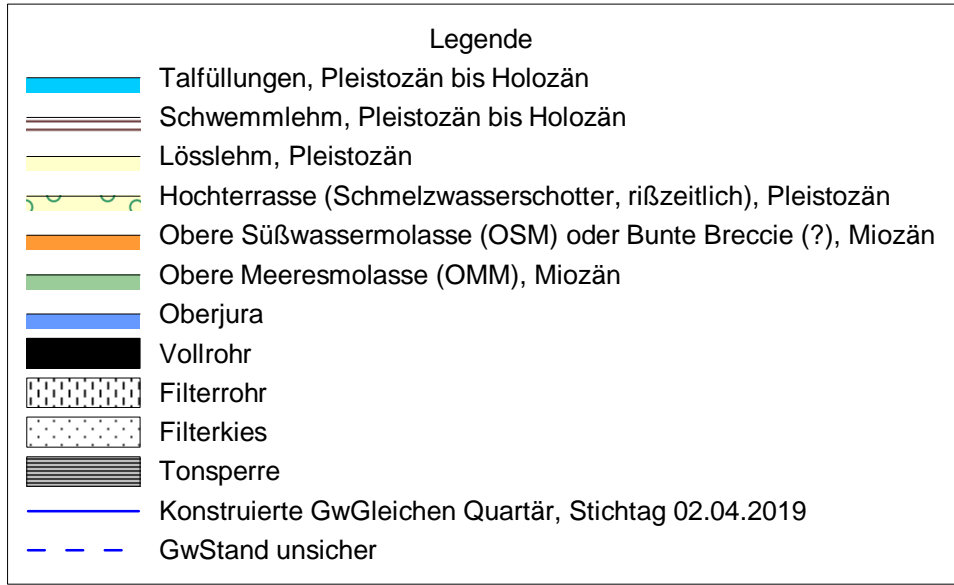 Legende
Talfüllungen, Pleistozän bis Holozän
Schwemmlehm, Pleistozän bis Holozän
Lösslehm, Pleistozän
Hochterrasse (Schmelzwasserschotter, rißzeitlich), Pleistozän
Obere Süßwassermolasse (OSM) oder Bunte Breccie (?), Miozän
Obere Meeresmolasse (OMM), Miozän
Oberjura
Vollrohr
Filterrohr
Filterkies
Tonsperre
Konstruierte GwGleichen Quartär, Stichtag 02.04.2019
GwStand unsicher